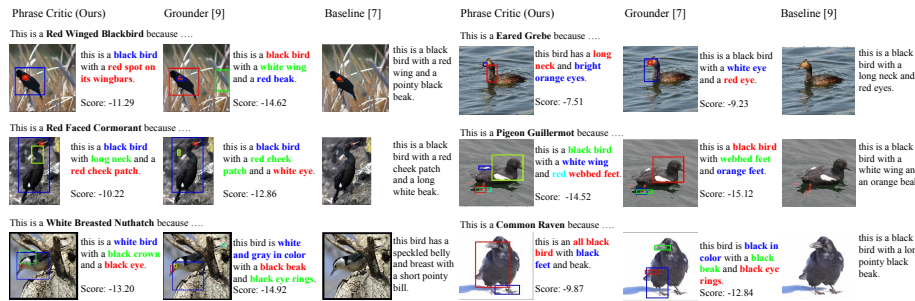 Phrase Critic (Ours) Grounder [9] Baseline [7]
This is a Red Winged Blackbird because ….
this is a black bird
with a red spot on
its wingbars.
Score: -11.29
this is a black bird
with a white wing
and a red beak.
Score: -14.62
this is a black
bird with a red
wing and a
pointy black
beak.
This is a Red Faced Cormorant because ….
this is a black bird
with long neck and a
red cheek patch.
Score: -10.22
this is a black bird
with a red cheek
patch and a white eye.
Score: -12.86
this is a black
bird with a red
cheek patch
and a long
white beak.
This is a White Breasted Nuthatch because ….
this is a white bird
with a black crown
and a black eye.
Score: -13.20
this bird is white
and gray in color
with a black beak
and black eye rings.
Score: -14.92
this bird has a
speckled belly
and breast with
a short pointy
bill.
Phrase Critic (Ours) Grounder [7] Baseline [9]
This is a Eared Grebe because ….
this bird has a long
neck and bright
orange eyes.
Score: -7.51
this is a black bird
with a white eye
and a red eye.
Score: -9.23
this is a black
bird with a
long neck and
red eyes.
This is a Pigeon Guillermot because ….
this is a black bird
with a white wing
and red webbed feet.
Score: -14.52
this is a black bird
with webbed feet
and orange feet.
Score: -15.12
this is a black
bird with a
white wing an
an orange bea
This is a Common Raven because ….
this is an all black
bird with black
feet and beak.
Score: -9.87
this bird is black in
color with a black
beak and black eye
rings.
Score: -12.84
this is a black
bird with a lor
pointy black
beak.